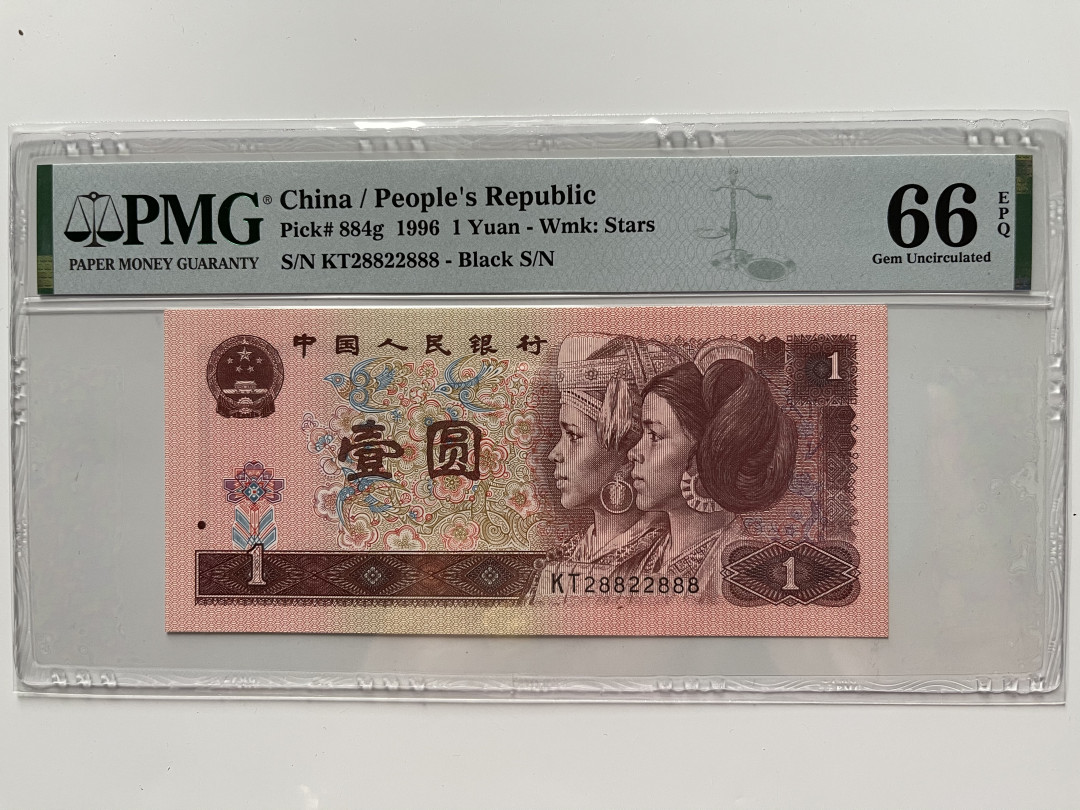 PMG®
PAPER MONEY GUARANTY
China / People's Republic
Pick# 884g 1996 1 Yuan - Wmk: Stars
S/N KT28822888 - Black S/N
66
EPQ
Gem Uncirculated
中国人民银行
1
壹圆
1
KT28822888
1